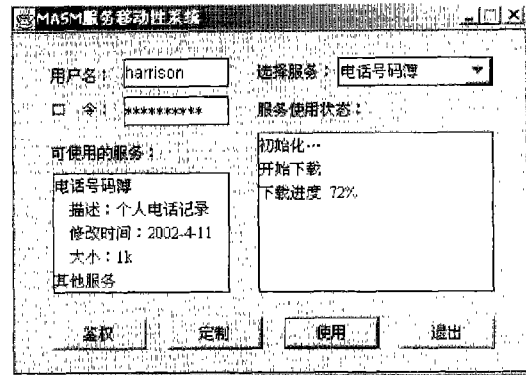 MASM服务移动性系统
用户名： harrison
选择服务： 电话号码簿
口 令： **********
服务使用状态：
可使用的服务：
电话号码簿
描述：个人电话记录
修改时间：2002-4-11
大小：1k
其他服务
初始化…
开始下载
下载进度 72%
鉴权
定制
使用
退出